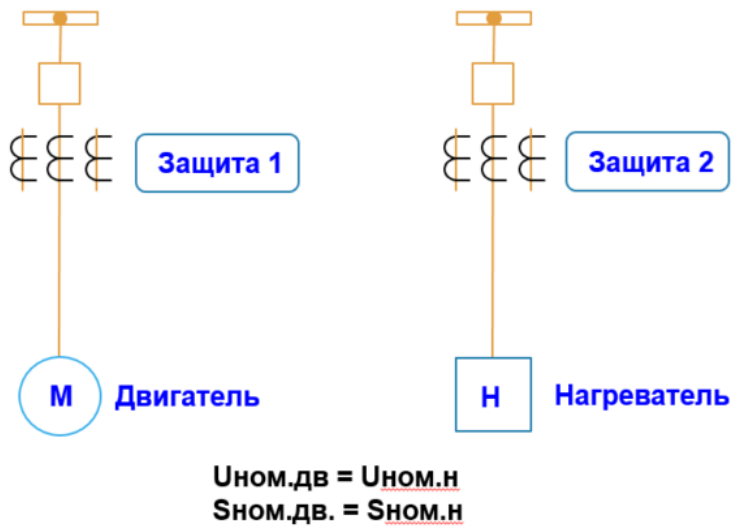 Защита 1
Защита 2
М
Двигатель
Н
Нагреватель
Uном.дв = Uном.н
Sном.дв. = Sном.н